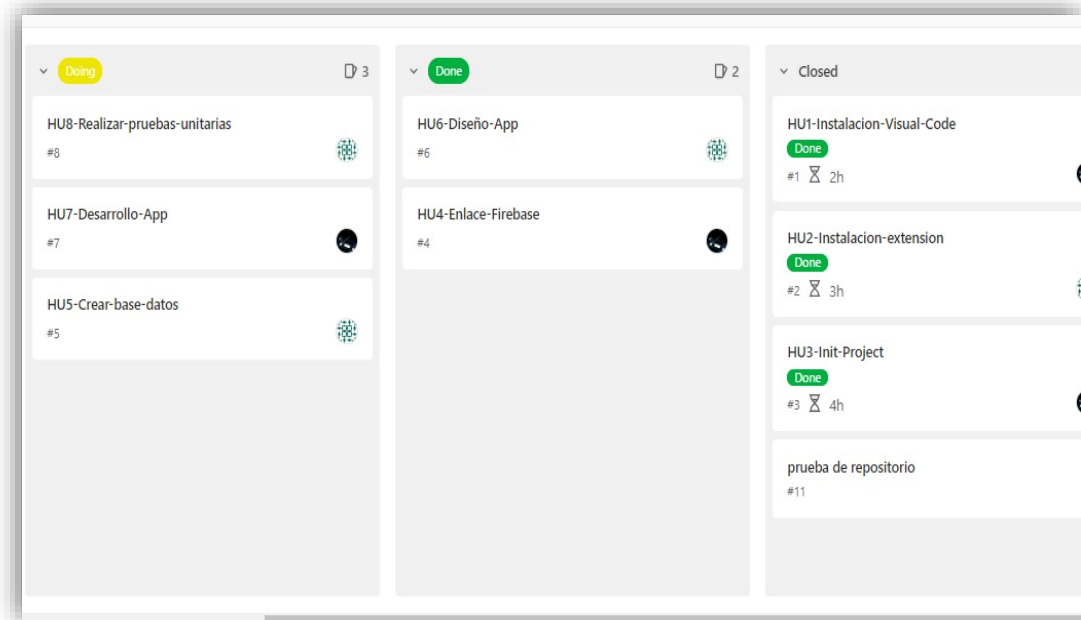 Doing 3
HU8-Realizar-pruebas-unitarias
#8
HU7-Desarrollo-App
#7
HU5-Crear-base-datos
#5
Done 2
HU6-Diseño-App
#6
HU4-Enlace-Firebase
#4
Closed
HU1-Instalacion-Visual-Code
Done
#1 2h
HU2-Instalacion-extension
Done
#2 3h
HU3-Init-Project
Done
#3 4h
prueba de repositorio
#11